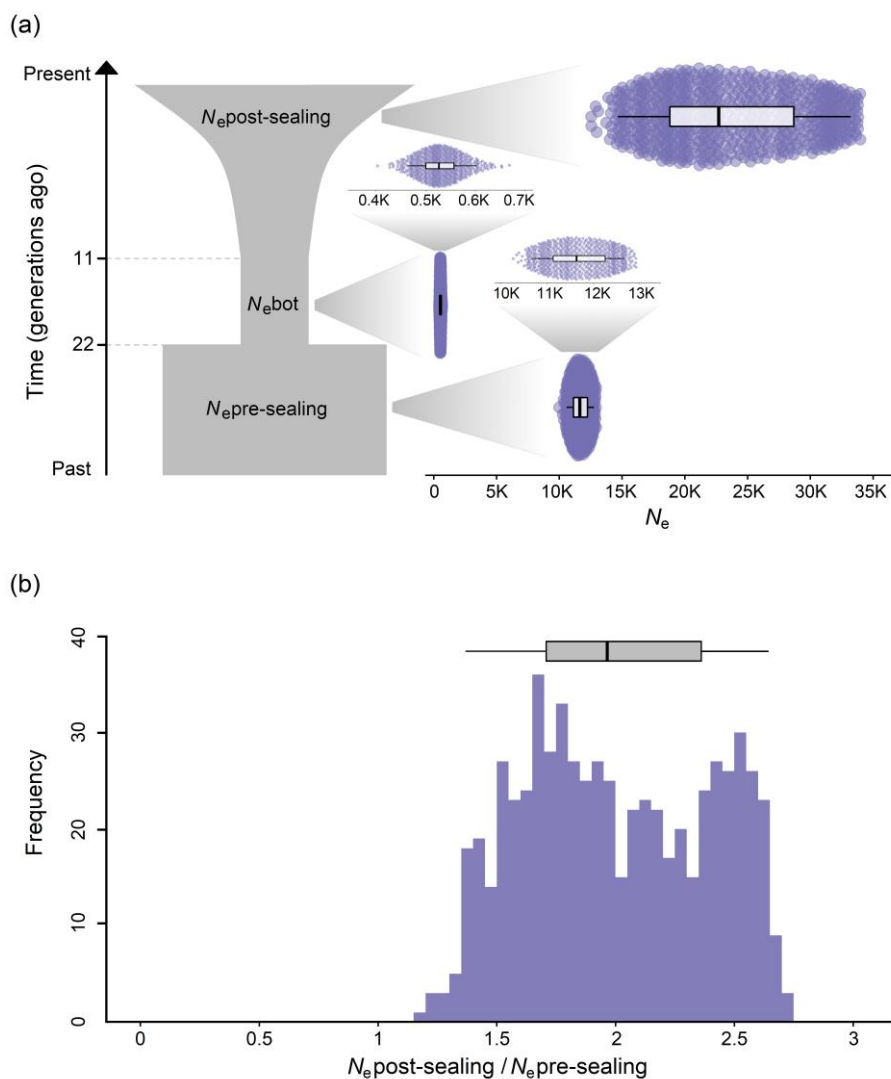 (a)
Present
Time (generations ago)
11
22
Past
Nₑpost-sealing
Nₑbot
Nₑpre-sealing
0.4K 0.5K 0.6K 0.7K
10K 11K 12K 13K
0 5K 10K 15K 20K 25K 30K 35K
Nₑ
(b)
Frequency
40
30
20
10
0
0 0.5 1 1.5 2 2.5 3
Nₑpost-sealing / Nₑpre-sealing